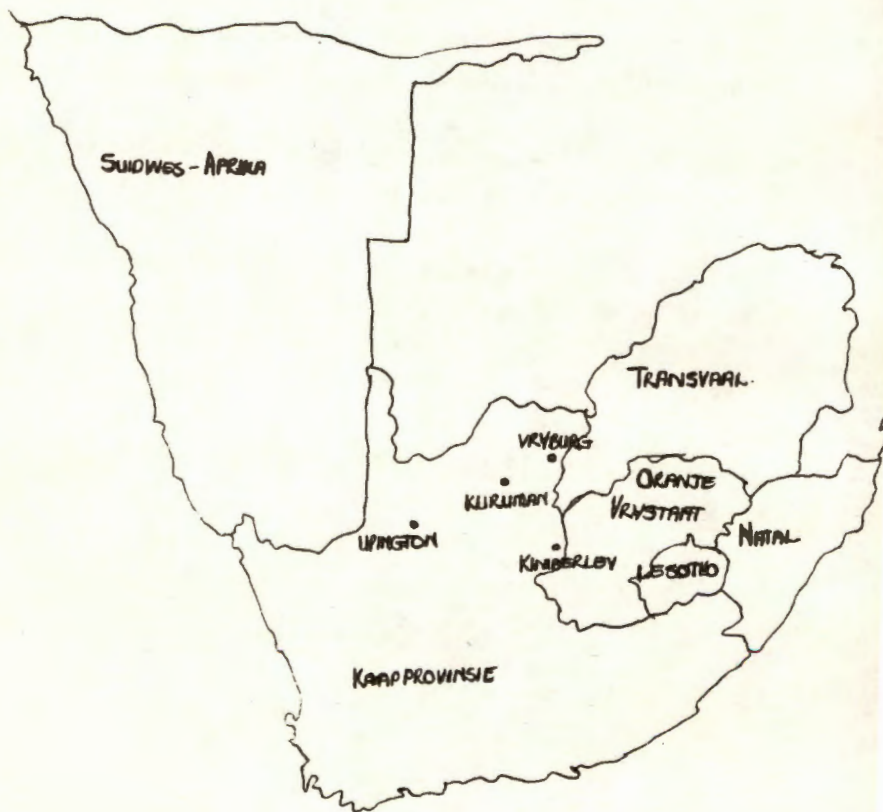 SUIDWES-AFRIKA
TRANSVAAL.
VRYBURG
ORANJE
VRYSTAAT
KURUMAN
NATAL
UPINGTON
KIMBERLEY
LESOTHO
KAAPPROVINSIE